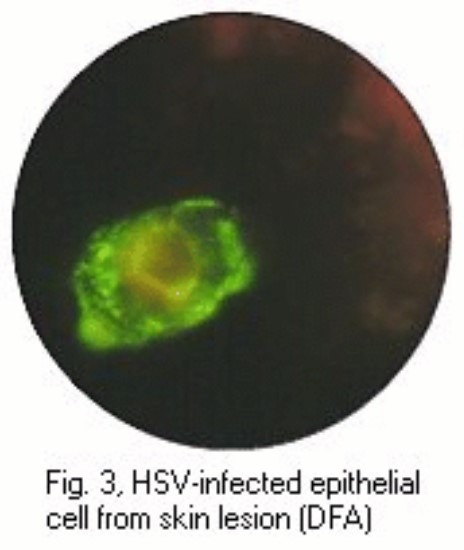 Fig. 3, HSV-infected epithelial
cell from skin lesion (DFA)